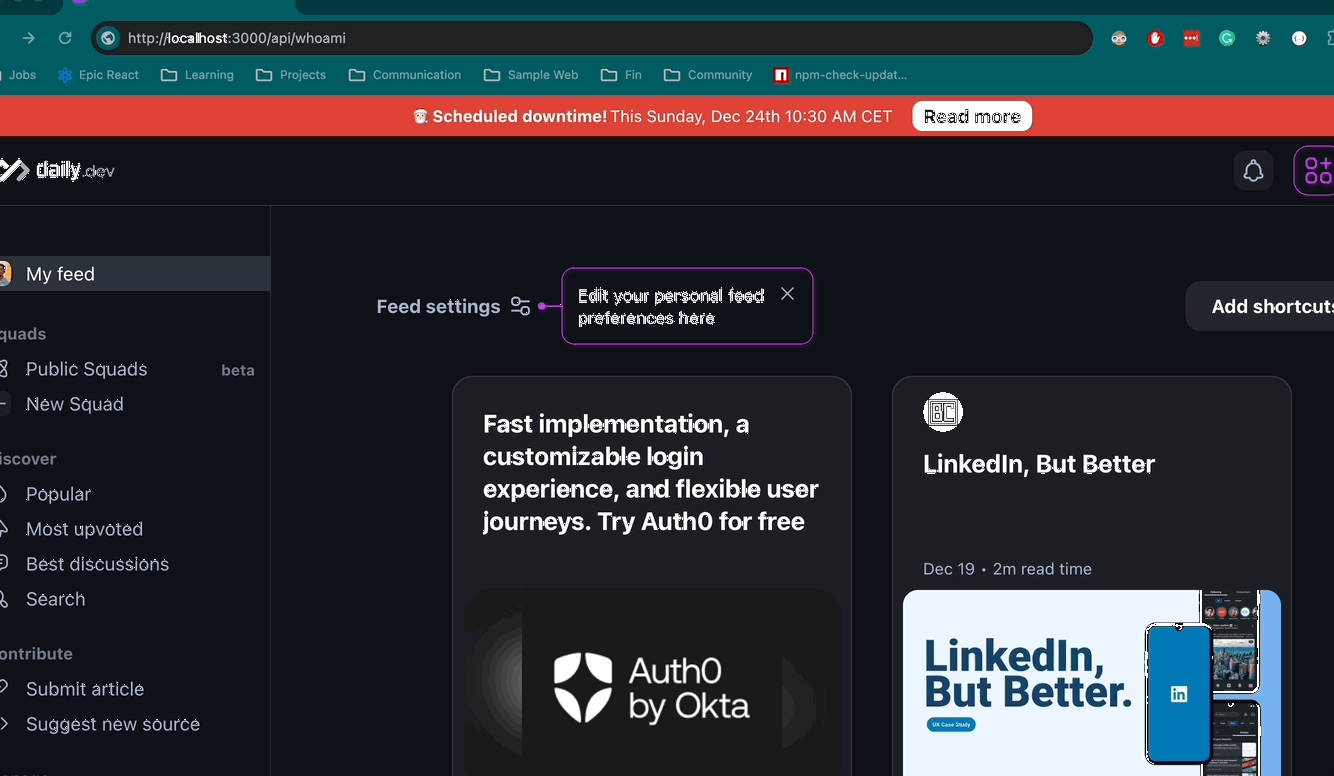 http://localhost:3000/api/whoami
Jobs
Epic React
Learning
Projects
Communication
Sample Web
Fin
Community
npm-check-updat...
Scheduled downtime! This Sunday, Dec 24th 10:30 AM CET
Read more
daily.dev
My feed
Feed settings
Edit your personal feed
preferences here
Add shortcuts
quads
Public Squads
beta
New Squad
iscover
Popular
Most upvoted
Best discussions
Search
ontribute
Submit article
Suggest new source
Fast implementation, a
customizable login
experience, and flexible user
journeys. Try Auth0 for free
Auth0
by Okta
BC
LinkedIn, But Better
Dec 19 • 2m read time
LinkedIn,
But Better.
UX Case Study
in